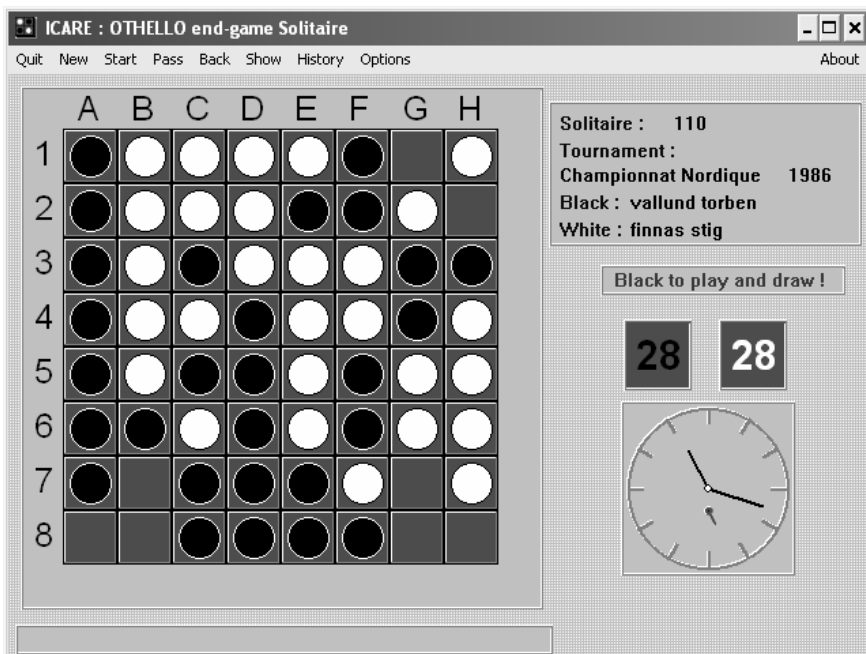 ICARE : OTHELLO end-game Solitaire
Quit New Start Pass Back Show History Options About
A B C D E F G H
1
2
3
4
5
6
7
8
Solitaire : 110
Tournament :
Championnat Nordique 1986
Black : vallund torben
White : finnas stig
Black to play and draw !
28 28